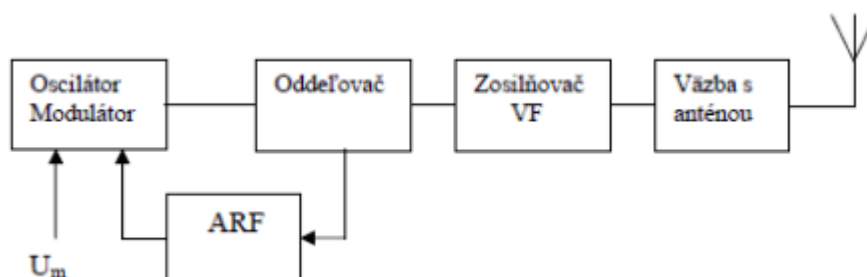 Oscilátor
Modulátor
Oddeľovač
Zosilňovač
VF
Väzba s
anténou
ARF
Um